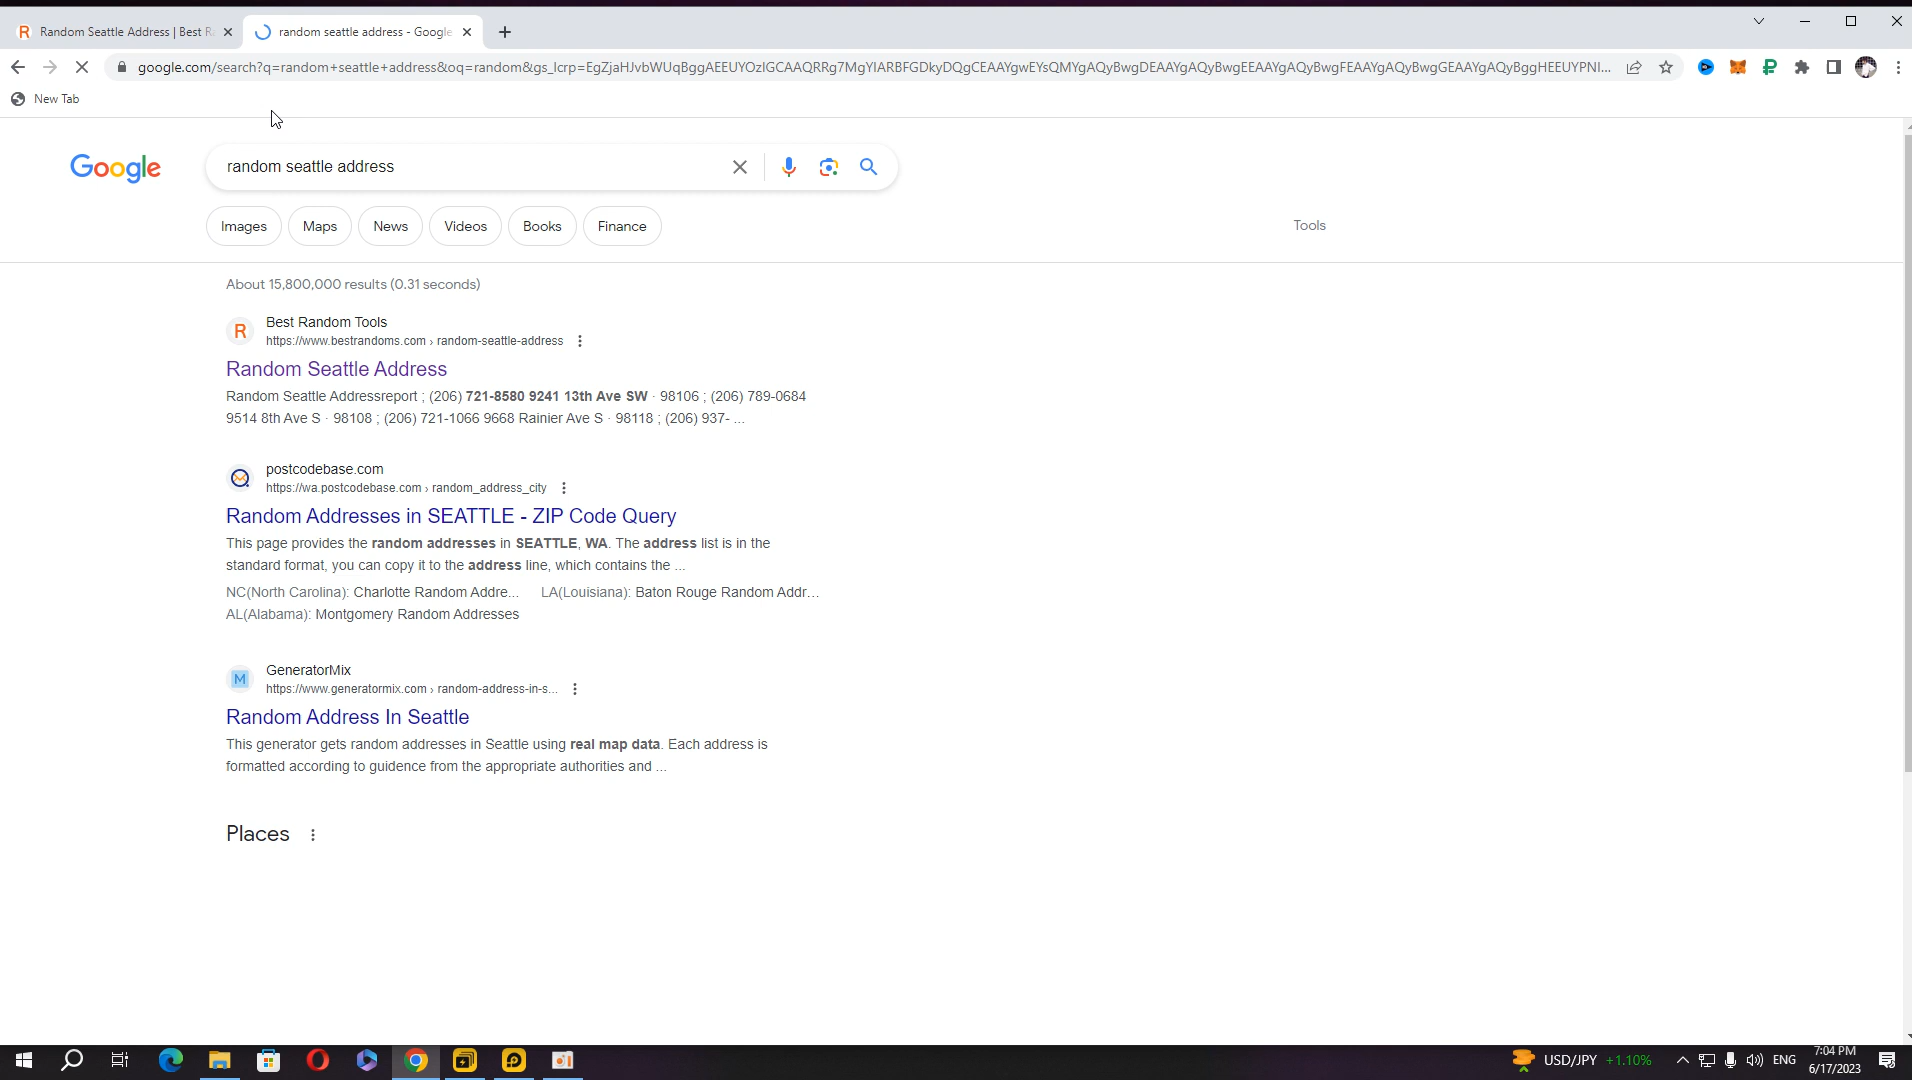 Random Seattle Address | Best R
random seattle address - Google
google.com/search?q=random+seattle+address&oq=random&gs_lcrp=EgZjaHJvbWUqBggAEEUYOzIGCAAQRRg7MgYIARBFGDkyDQgCEAAYgwEYsQMYgAQyBwgDEAAYgAQyBwgEEAAYgAQyBwgFEAAYgAQyBwgGEAAYgAQyBggHEEUYPNI...
New Tab
Google
random seattle address
Images
Maps
News
Videos
Books
Finance
Tools
About 15,800,000 results (0.31 seconds)
R
Best Random Tools
https://www.bestrandoms.com › random-seattle-address
Random Seattle Address
Random Seattle Addressreport ; (206) 721-8580 9241 13th Ave SW · 98106 ; (206) 789-0684
9514 8th Ave S · 98108 ; (206) 721-1066 9668 Rainier Ave S · 98118 ; (206) 937- ...
postcodebase.com
https://wa.postcodebase.com › random_address_city
Random Addresses in SEATTLE - ZIP Code Query
This page provides the random addresses in SEATTLE, WA. The address list is in the
standard format, you can copy it to the address line, which contains the ...
NC(North Carolina): Charlotte Random Addre... LA(Louisiana): Baton Rouge Random Addr...
AL(Alabama): Montgomery Random Addresses
M
GeneratorMix
https://www.generatormix.com › random-address-in-s...
Random Address In Seattle
This generator gets random addresses in Seattle using real map data. Each address is
formatted according to guidence from the appropriate authorities and ...
Places
USD/JPY +1.10%
ENG
7:04 PM
6/17/2023